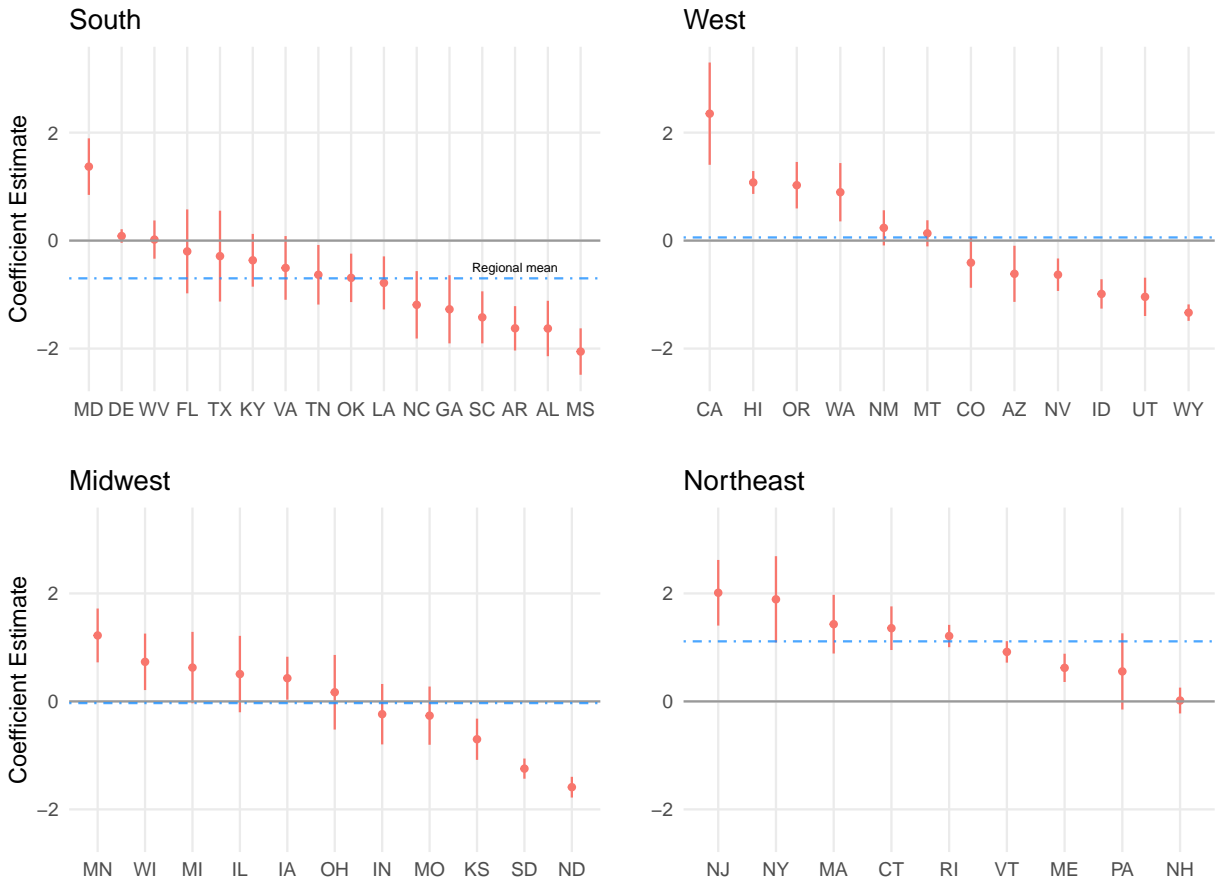 South
West
Coefficient Estimate
2
0
−2
Regional mean
MD DE WV FL TX KY VA TN OK LA NC GA SC AR AL MS
2
0
−2
CA HI OR WA NM MT CO AZ NV ID UT WY
Midwest
Northeast
Coefficient Estimate
2
0
−2
MN WI MI IL IA OH IN MO KS SD ND
2
0
−2
NJ NY MA CT RI VT ME PA NH